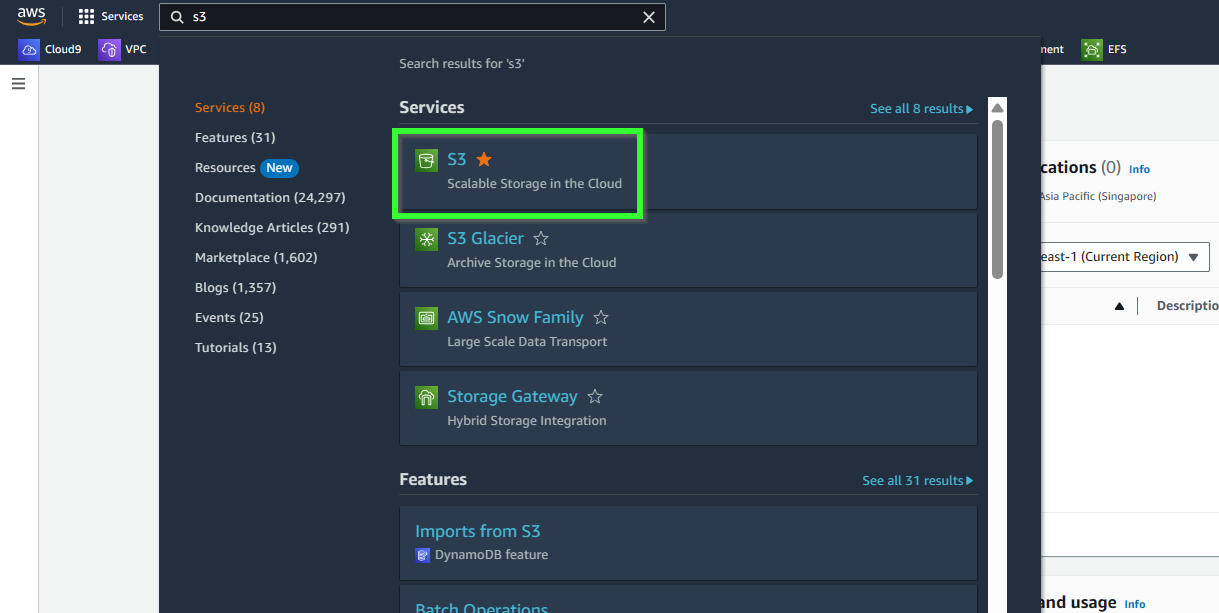 aws
Services
s3
Cloud9
VPC
ment
EFS
Search results for 's3'
Services (8)
Features (31)
Resources New
Documentation (24,297)
Knowledge Articles (291)
Marketplace (1,602)
Blogs (1,357)
Events (25)
Tutorials (13)
Services
See all 8 results
S3
Scalable Storage in the Cloud
S3 Glacier
Archive Storage in the Cloud
AWS Snow Family
Large Scale Data Transport
Storage Gateway
Hybrid Storage Integration
Features
See all 31 results
Imports from S3
DynamoDB feature
Batch Operations
cations (0) Info
Asia Pacific (Singapore)
east-1 (Current Region)
Descriptio
and usage Info